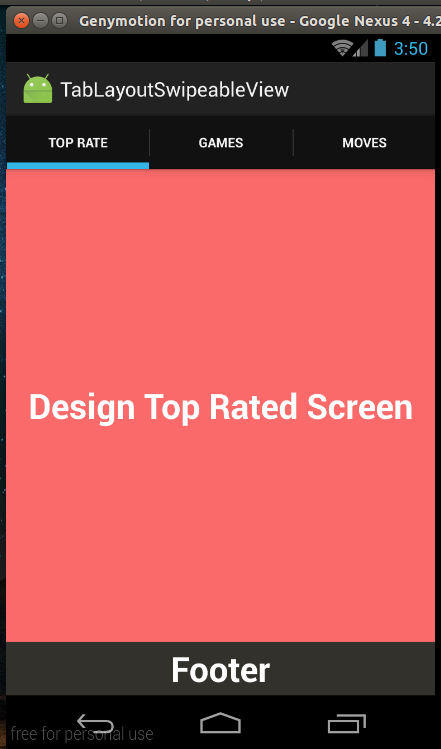 Genymotion for personal use - Google Nexus 4 - 4.2
3:50
TabLayoutSwipeableView
TOP RATE GAMES MOVES
Design Top Rated Screen
Footer
free for personal use